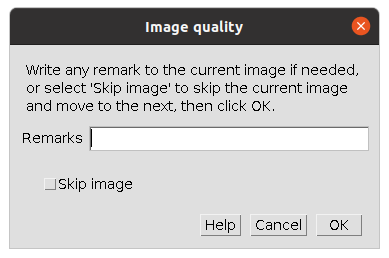 Image quality
Write any remark to the current image if needed,
or select 'Skip image' to skip the current image
and move to the next, then click OK.
Remarks
Skip image
Help Cancel OK